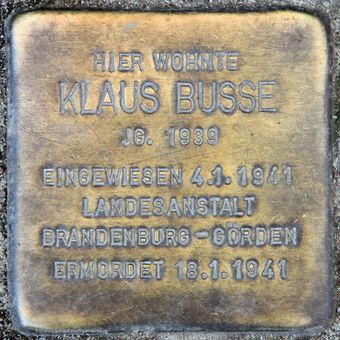 HIER WOHNTE
KLAUS BUSSE
JG. 1939
EINGEWIESEN 4.1.1941
LANDESANSTALT
BRANDENBURG-GÖRDEN
ERMORDET 18.1.1941